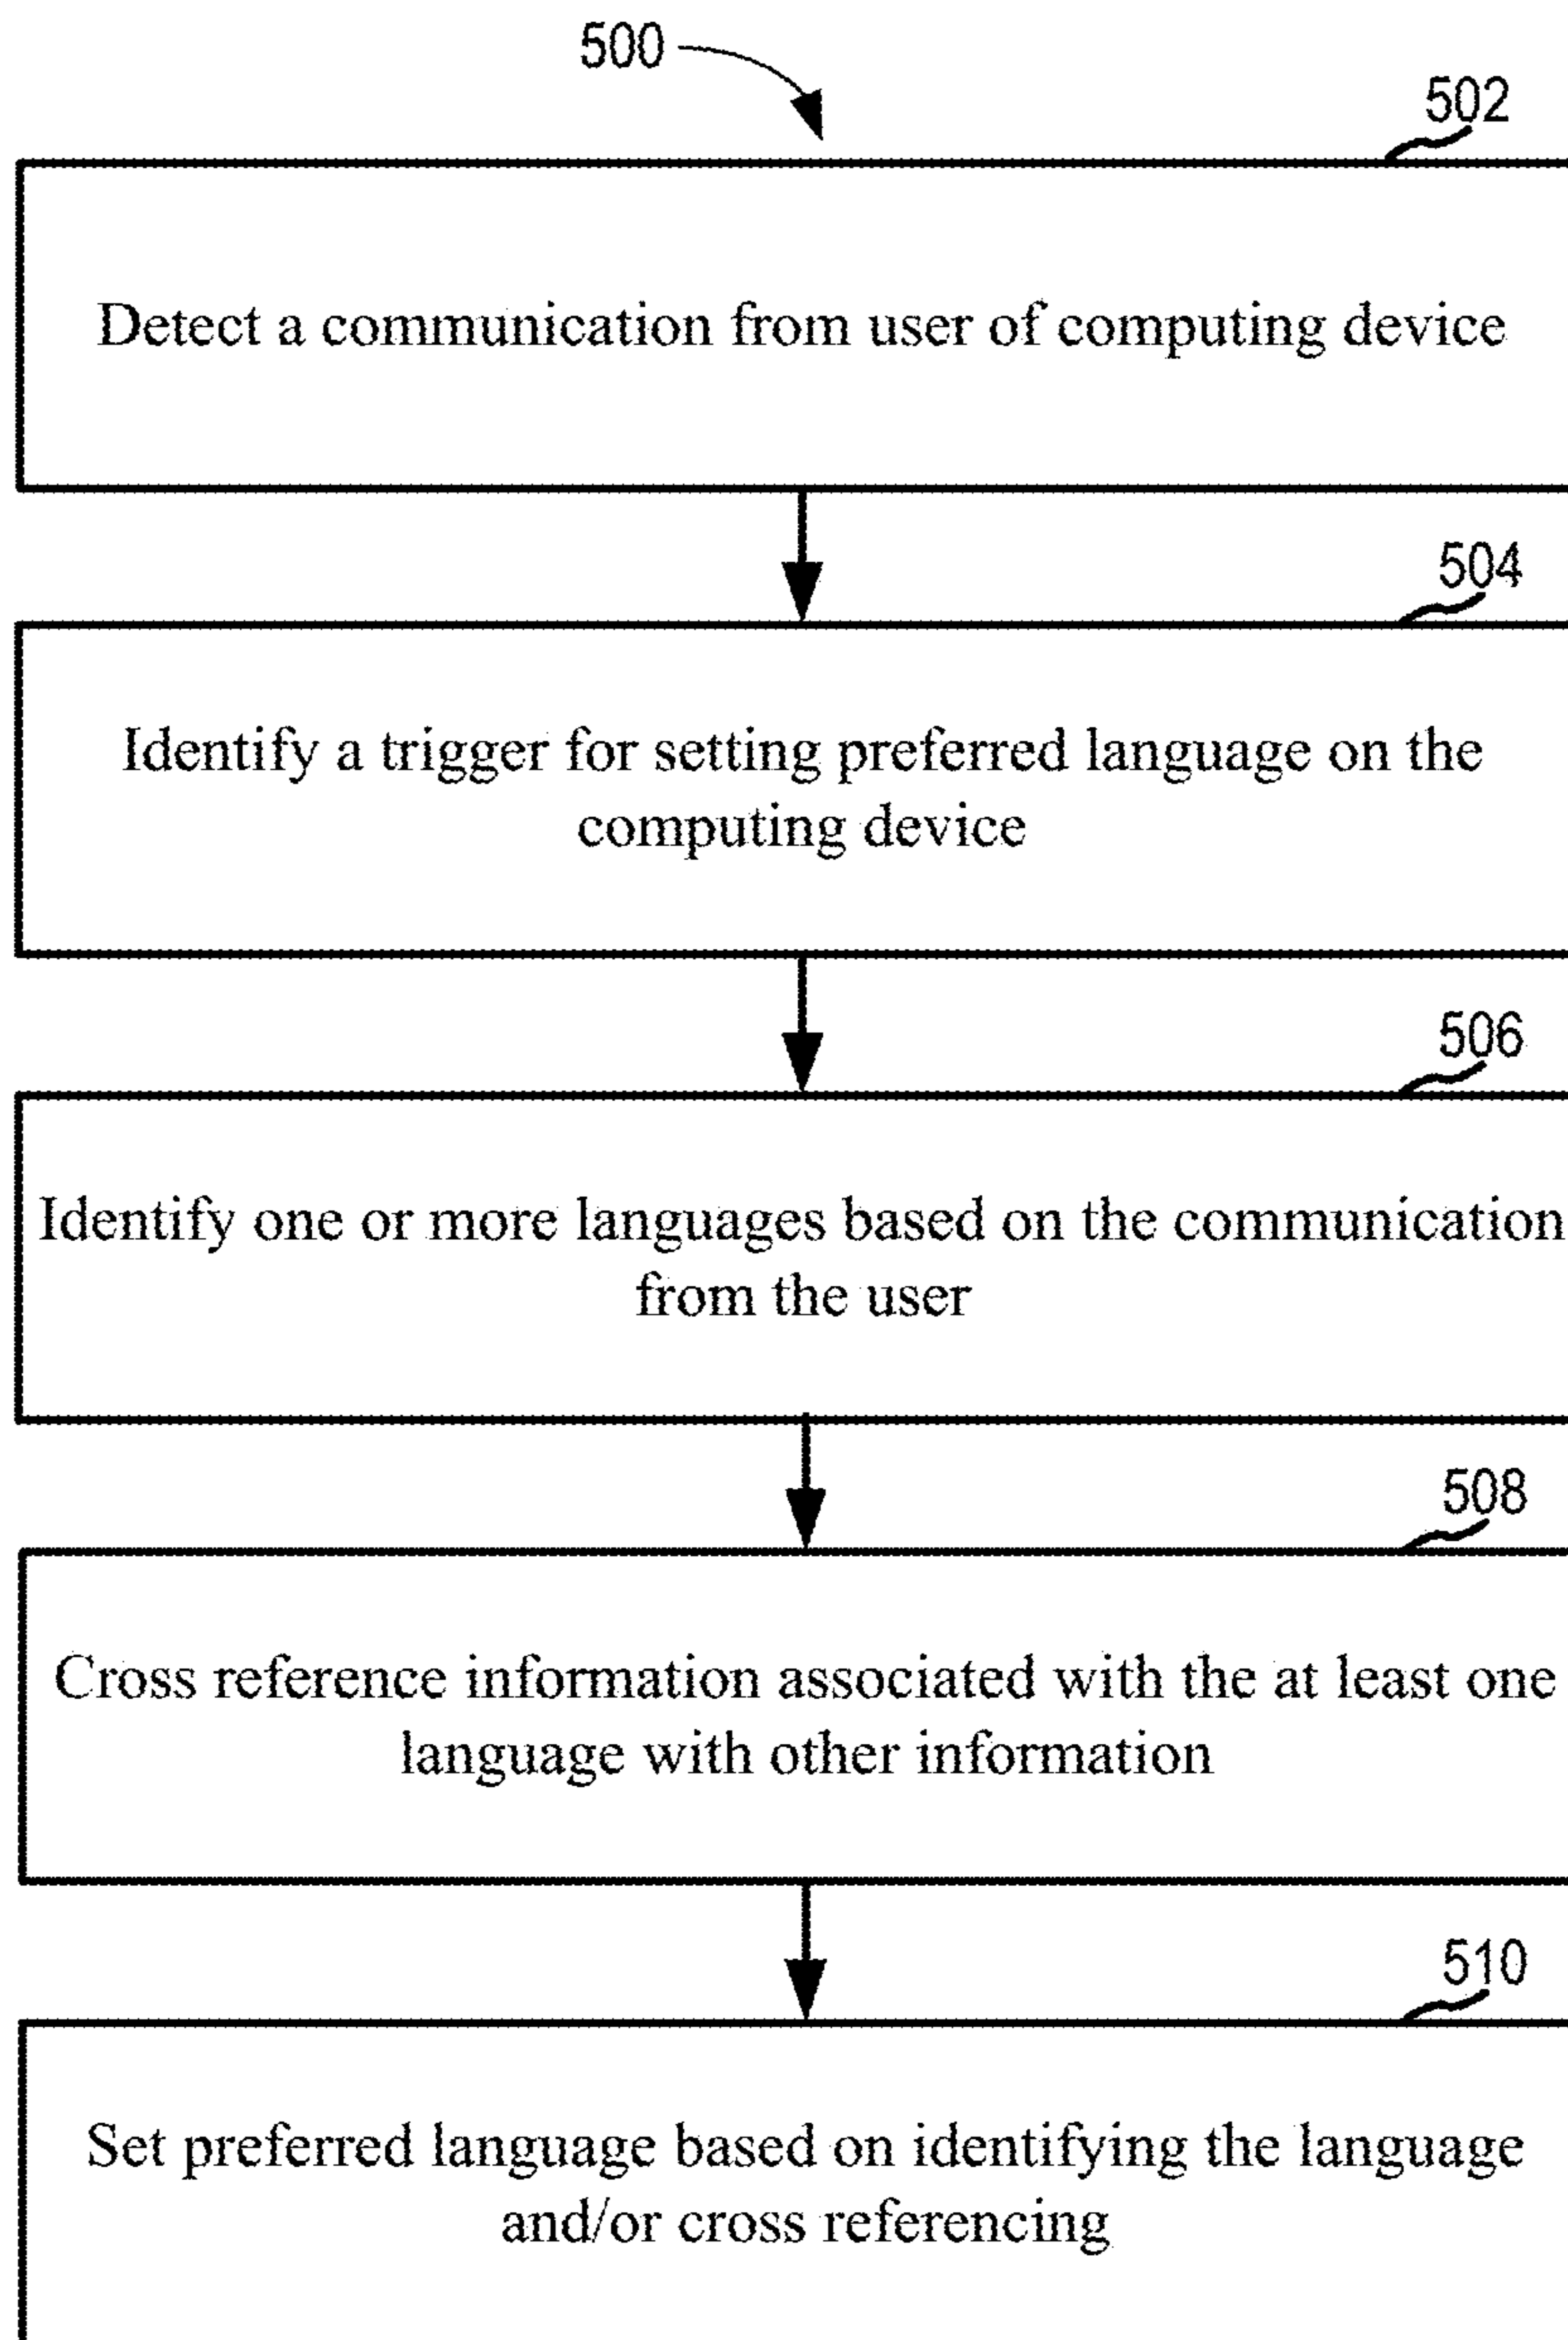 500
502
Detect a communication from user of computing device
504
Identify a trigger for setting preferred language on the
computing device
506
Identify one or more languages based on the communication
from the user
508
Cross reference information associated with the at least one
language with other information
510
Set preferred language based on identifying the language
and/or cross referencing